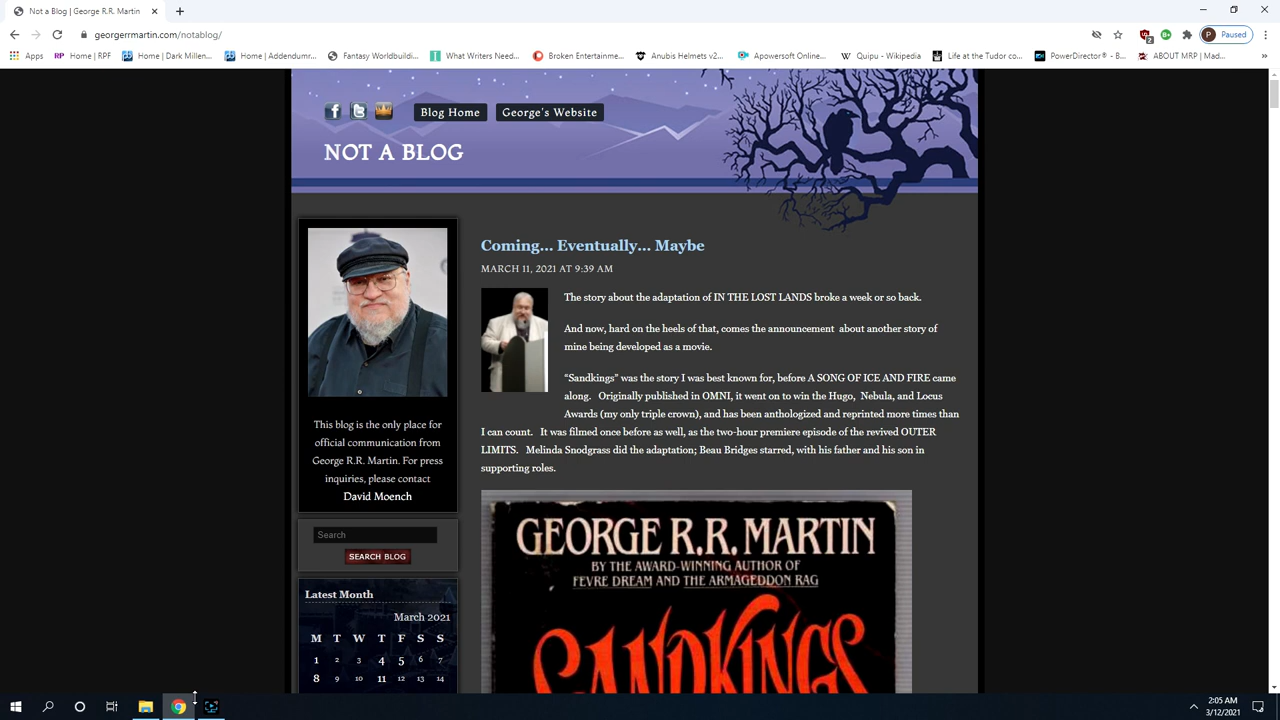 Not a Blog | George R.R. Martin
georgerrmartin.com/notablog/
P Paused
Apps
RP Home | RPF
Home | Dark Millen...
Home | Addendumr...
Fantasy Worldbuildi...
What Writers Need...
Broken Entertainme...
Anubis Helmets v2...
Apowersoft Online...
W Quipu - Wikipedia
Life at the Tudor co...
PowerDirector® - B...
ABOUT MRP | Mad...
Blog Home
George's Website
NOT A BLOG
This blog is the only place for
official communication from
George R.R. Martin. For press
inquiries, please contact
David Moench
Search
SEARCH BLOG
Latest Month
March 2021
M T W T F S S
1 2 3 4 5 6 7
8 9 10 11 12 13 14
Coming... Eventually... Maybe
MARCH 11, 2021 AT 9:39 AM
The story about the adaptation of IN THE LOST LANDS broke a week or so back.
And now, hard on the heels of that, comes the announcement about another story of
mine being developed as a movie.
“Sandkings” was the story I was best known for, before A SONG OF ICE AND FIRE came
along. Originally published in OMNI, it went on to win the Hugo, Nebula, and Locus
Awards (my only triple crown), and has been anthologized and reprinted more times than
I can count. It was filmed once before as well, as the two-hour premiere episode of the revived OUTER
LIMITS. Melinda Snodgrass did the adaptation; Beau Bridges starred, with his father and his son in
supporting roles.
GEORGE R.R. MARTIN
BY THE AWARD-WINNING AUTHOR OF
FEVRE DREAM AND THE ARMAGEDDON RAG
SANDKINGS
2:05 AM
3/12/2021